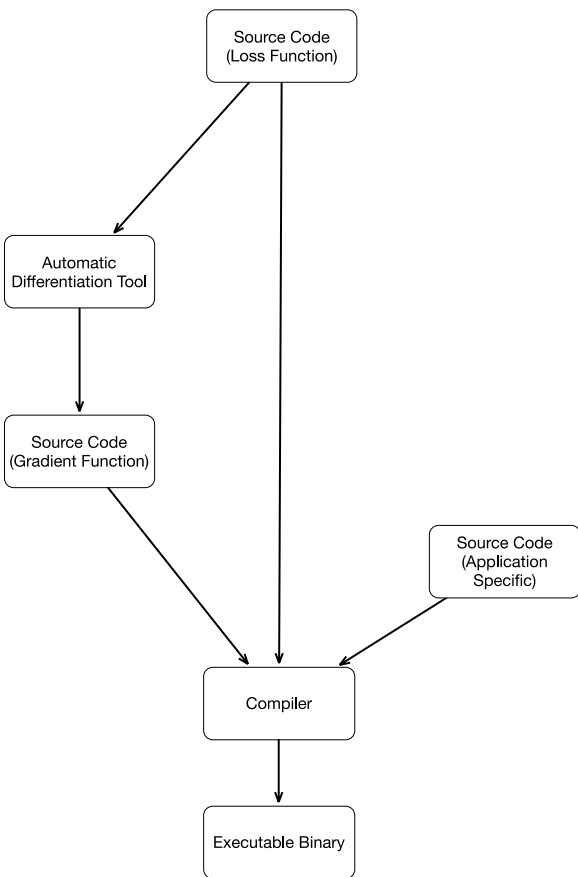 Source Code
(Loss Function)
Automatic
Differentiation Tool
Source Code
(Gradient Function)
Source Code
(Application
Specific)
Compiler
Executable Binary